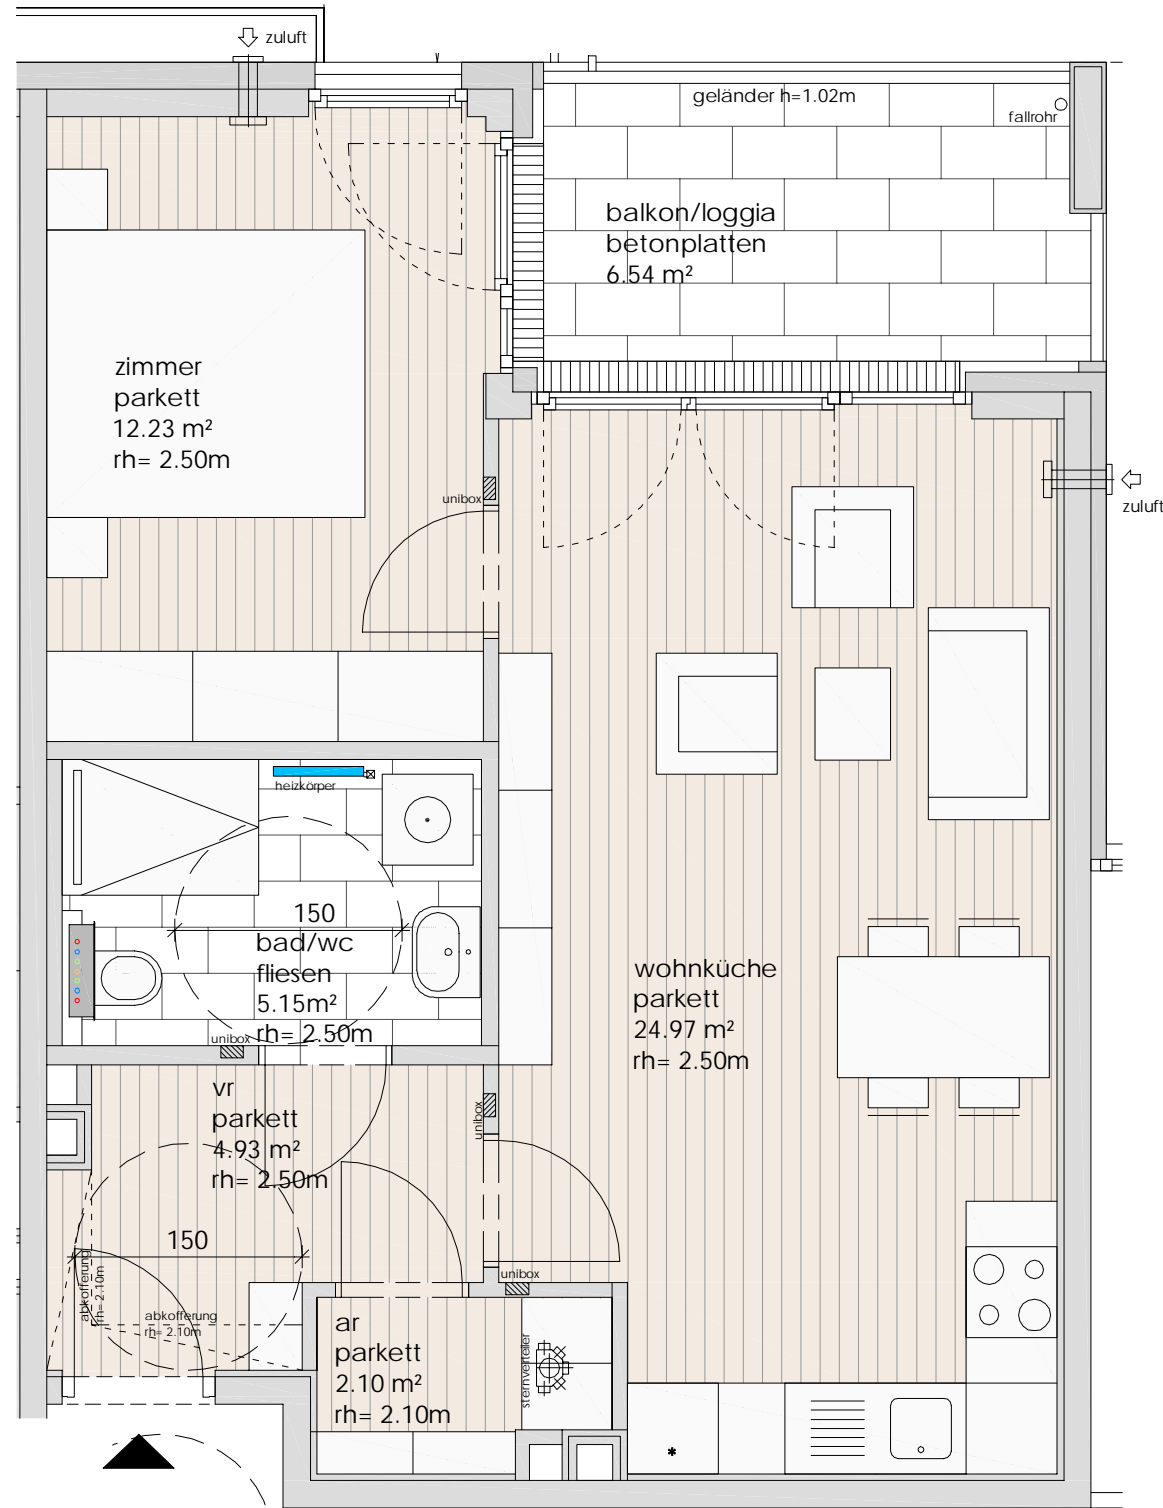 zuluft
geländer h=1.02m
fallrohr
balkon/loggia
betonplatten
6.54 m²
zimmer
parkett
12.23 m²
rh= 2.50m
unibox
zuluft
heizkörper
150
bad/wc
fliesen
5.15m²
rh= 2.50m
unibox
wohnküche
parkett
24.97 m²
rh= 2.50m
vr
parkett
4.93 m²
rh= 2.50m
unibox
150
abkofferung
rh= 2.10m
abkofferung
rh= 2.10m
unibox
ar
parkett
2.10 m²
rh= 2.10m
sternverteiler
*